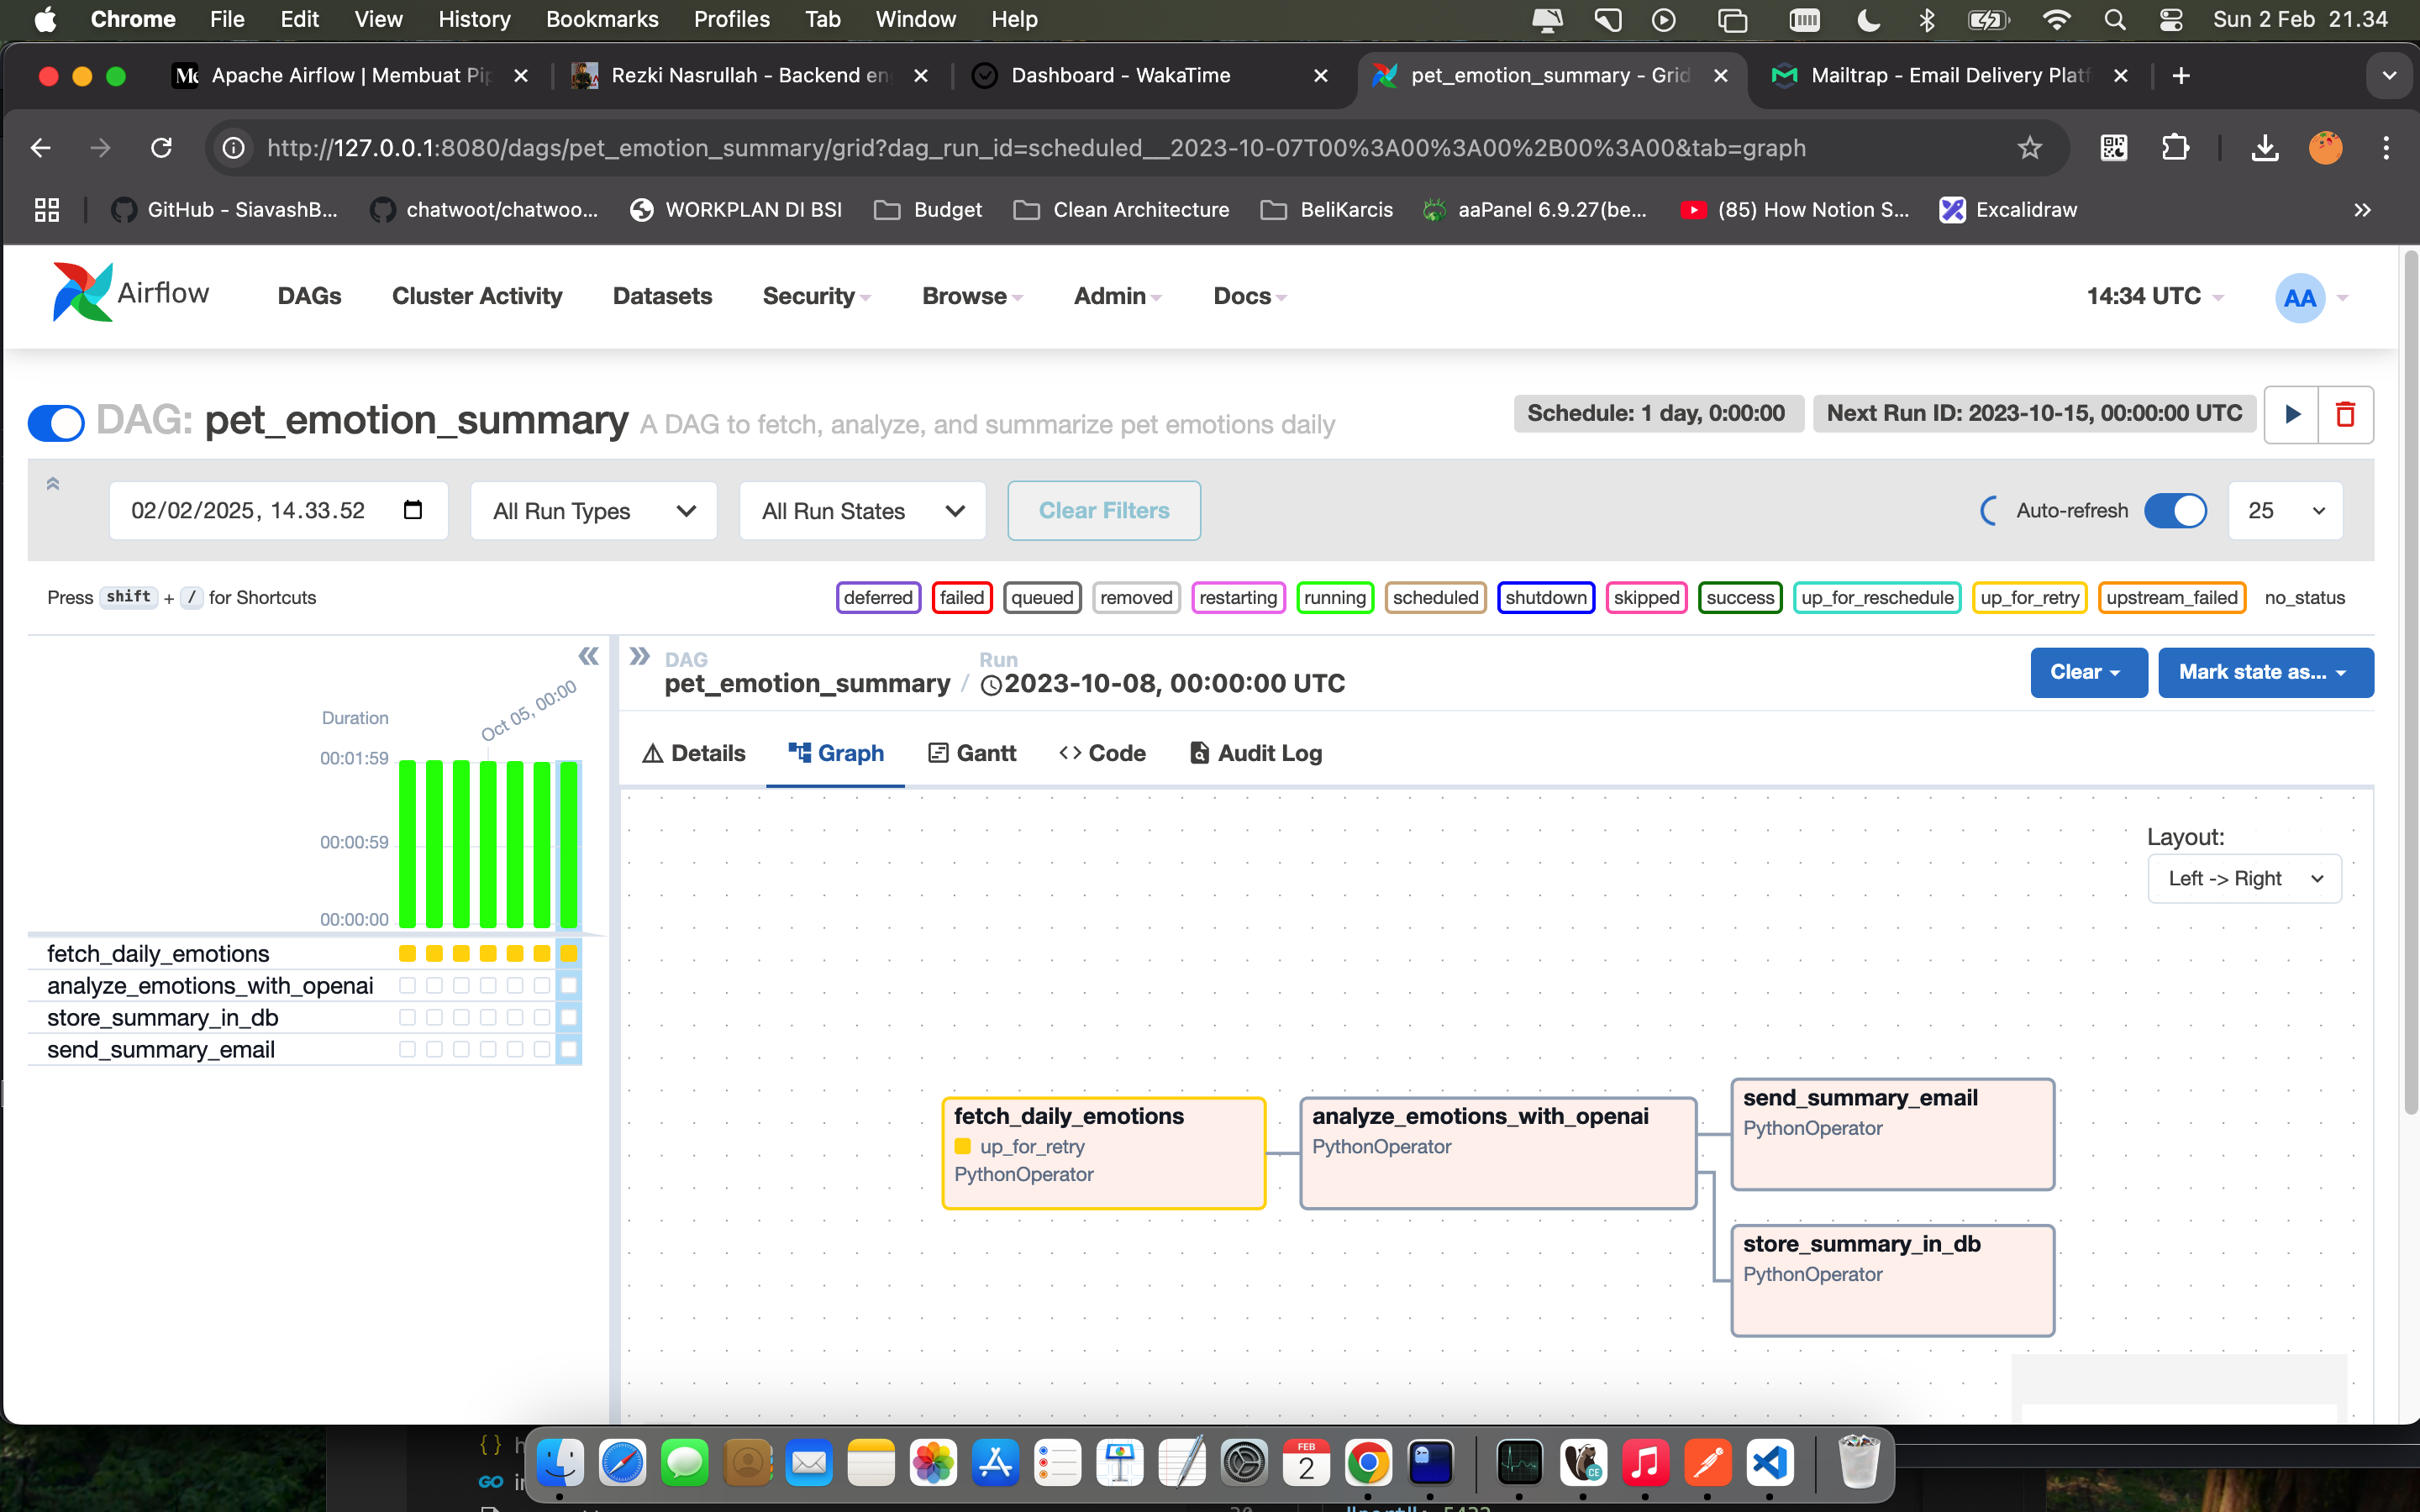 Chrome File Edit View History Bookmarks Profiles Tab Window Help Sun 2 Feb 21.34
Apache Airflow | Membuat Pip
Rezki Nasrullah - Backend en
Dashboard - WakaTime
pet_emotion_summary - Grid
Mailtrap - Email Delivery Platf
http://127.0.0.1:8080/dags/pet_emotion_summary/grid?dag_run_id=scheduled__2023-10-07T00%3A00%3A00%2B00%3A00&tab=graph
GitHub - SiavashB...
chatwoot/chatwoo...
WORKPLAN DI BSI
Budget
Clean Architecture
BeliKarcis
aaPanel 6.9.27(be...
(85) How Notion S...
Excalidraw
Airflow DAGs Cluster Activity Datasets Security Browse Admin Docs 14:34 UTC AA
DAG: pet_emotion_summary A DAG to fetch, analyze, and summarize pet emotions daily
Schedule: 1 day, 0:00:00 Next Run ID: 2023-10-15, 00:00:00 UTC
02/02/2025, 14.33.52 All Run Types All Run States Clear Filters Auto-refresh 25
Press shift + / for Shortcuts
deferred failed queued removed restarting running scheduled shutdown skipped success up_for_reschedule up_for_retry upstream_failed no_status
DAG
pet_emotion_summary /
Run
2023-10-08, 00:00:00 UTC
Clear Mark state as...
Details Graph Gantt Code Audit Log
Oct 05, 00:00
Duration
00:01:59
00:00:59
00:00:00
fetch_daily_emotions
analyze_emotions_with_openai
store_summary_in_db
send_summary_email
Layout:
Left -> Right
fetch_daily_emotions
up_for_retry
PythonOperator
analyze_emotions_with_openai
PythonOperator
send_summary_email
PythonOperator
store_summary_in_db
PythonOperator
FEB
2